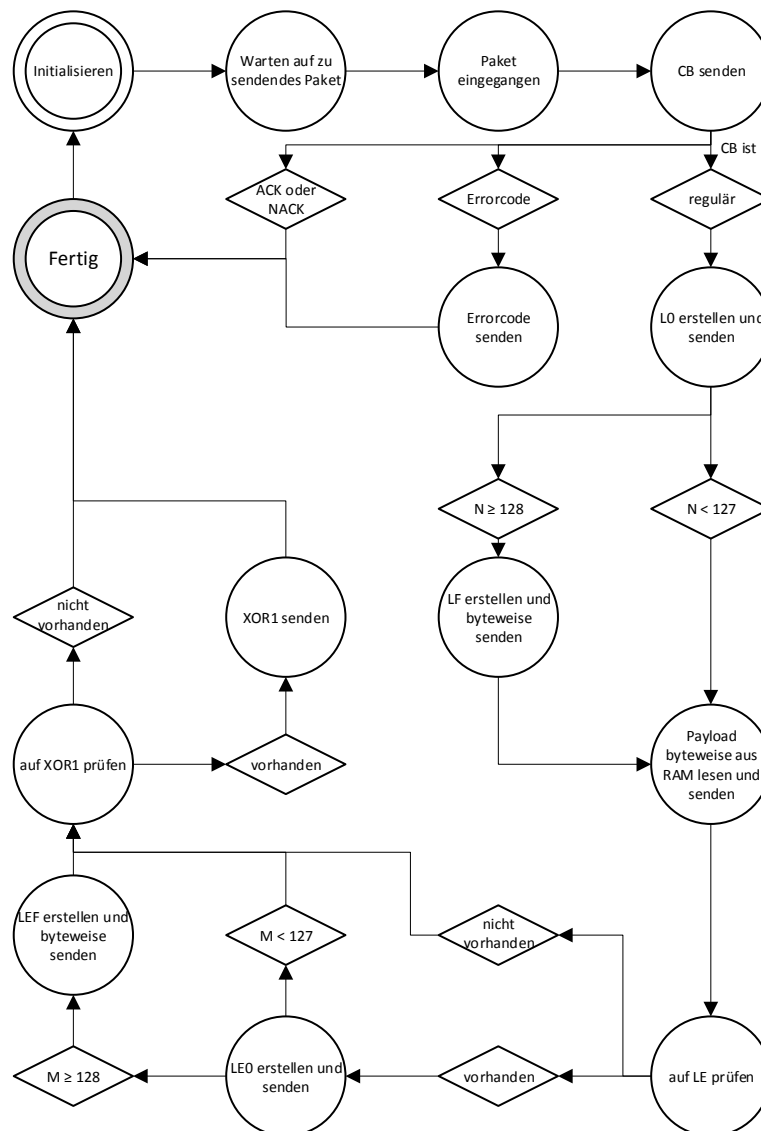 Initialisieren
Warten auf zu
sendendes Paket
Paket
eingegangen
CB senden
CB ist
ACK oder
NACK
Errorcode
regulär
Fertig
Errorcode
senden
L0 erstellen und
senden
N ≥ 128
N < 127
nicht
vorhanden
XOR1 senden
LF erstellen und
byteweise
senden
auf XOR1 prüfen
vorhanden
Payload
byteweise aus
RAM lesen und
senden
LEF erstellen und
byteweise
senden
M < 127
nicht
vorhanden
M ≥ 128
LE0 erstellen und
senden
vorhanden
auf LE prüfen